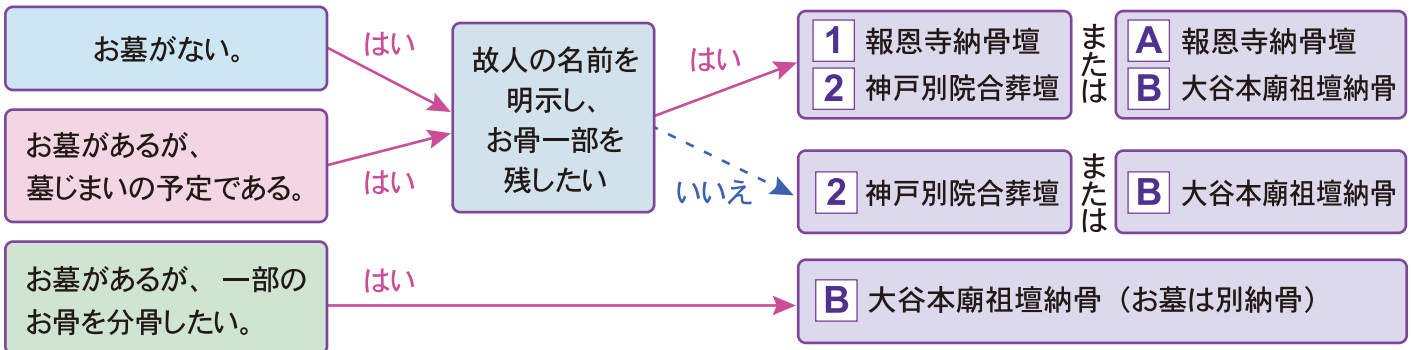 お墓がない。
はい
お墓があるが、
墓じまいの予定である。
はい
故人の名前を
明示し、
お骨一部を
残したい
はい
いいえ
1 報恩寺納骨壇
2 神戸別院合葬壇
または
A 報恩寺納骨壇
B 大谷本廟祖壇納骨
2 神戸別院合葬壇
または
B 大谷本廟祖壇納骨
お墓があるが、一部の
お骨を分骨したい。
はい
B 大谷本廟祖壇納骨（お墓は別納骨）